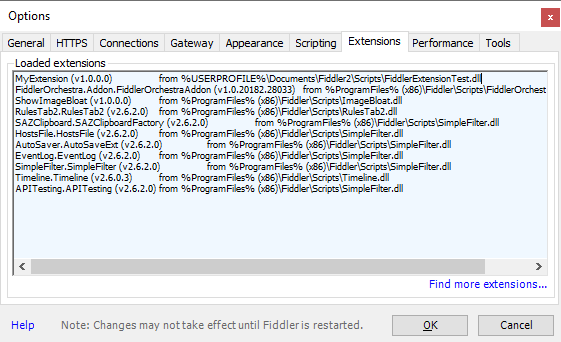 Options
x
General HTTPS Connections Gateway Appearance Scripting Extensions Performance Tools
Loaded extensions
MyExtension (v1.0.0.0) from %USERPROFILE%\Documents\Fiddler2\Scripts\FiddlerExtensionTest.dll
FiddlerOrchestra.Addon.FiddlerOrchestraAddon (v1.0.20182.28033) from %ProgramFiles% (x86)\Fiddler\Scripts\FiddlerOrchest
ShowImageBloat (v1.0.0.0) from %ProgramFiles% (x86)\Fiddler\Scripts\ImageBloat.dll
RulesTab2.RulesTab2 (v2.6.2.0) from %ProgramFiles% (x86)\Fiddler\Scripts\RulesTab2.dll
SAZClipboard.SAZClipboardFactory (v2.6.2.0) from %ProgramFiles% (x86)\Fiddler\Scripts\SimpleFilter.dll
HostsFile.HostsFile (v2.6.2.0) from %ProgramFiles% (x86)\Fiddler\Scripts\SimpleFilter.dll
AutoSaver.AutoSaveExt (v2.6.2.0) from %ProgramFiles% (x86)\Fiddler\Scripts\SimpleFilter.dll
EventLog.EventLog (v2.6.2.0) from %ProgramFiles% (x86)\Fiddler\Scripts\SimpleFilter.dll
SimpleFilter.SimpleFilter (v2.6.2.0) from %ProgramFiles% (x86)\Fiddler\Scripts\SimpleFilter.dll
Timeline.Timeline (v2.6.0.3) from %ProgramFiles% (x86)\Fiddler\Scripts\Timeline.dll
APITesting.APITesting (v2.6.2.0) from %ProgramFiles% (x86)\Fiddler\Scripts\SimpleFilter.dll
Find more extensions...
Help Note: Changes may not take effect until Fiddler is restarted. OK Cancel